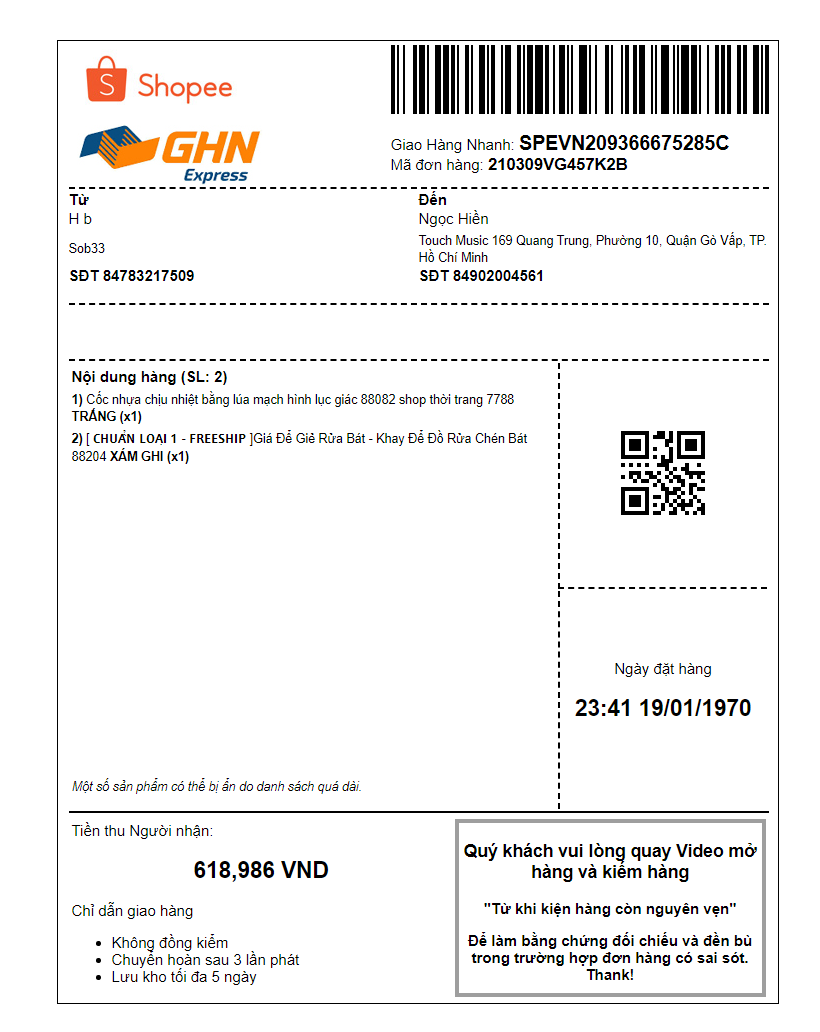 S Shopee
GHN
Express
Giao Hàng Nhanh: SPEVN209366675285C
Mã đơn hàng: 210309VG457K2B
Từ
H b
Sob33
SĐT 84783217509
Đến
Ngọc Hiền
Touch Music 169 Quang Trung, Phường 10, Quận Gò Vấp, TP.
Hồ Chí Minh
SĐT 84902004561
Nội dung hàng (SL: 2)
1) Cốc nhựa chịu nhiệt bằng lúa mạch hình lục giác 88082 shop thời trang 7788
TRẮNG (x1)
2) [ CHUẨN LOẠI 1 - FREESHIP ]Giá Để Giẻ Rửa Bát - Khay Để Đồ Rửa Chén Bát
88204 XÁM GHI (x1)
Một số sản phẩm có thể bị ẩn do danh sách quá dài.
Ngày đặt hàng
23:41 19/01/1970
Tiền thu Người nhận:
618,986 VND
Chỉ dẫn giao hàng
• Không đồng kiểm
• Chuyển hoàn sau 3 lần phát
• Lưu kho tối đa 5 ngày
Quý khách vui lòng quay Video mở
hàng và kiểm hàng
"Từ khi kiện hàng còn nguyên vẹn"
Để làm bằng chứng đối chiếu và đền bù
trong trường hợp đơn hàng có sai sót.
Thank!